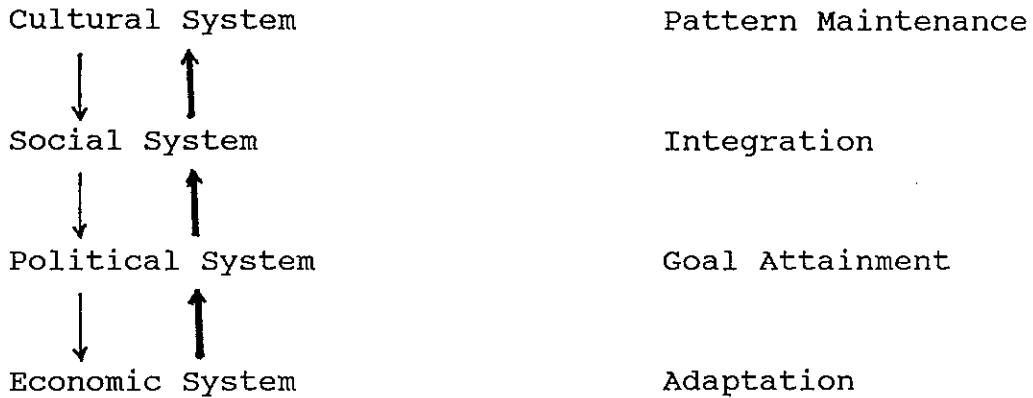 Cultural System Pattern Maintenance
Social System Integration
Political System Goal Attainment
Economic System Adaptation